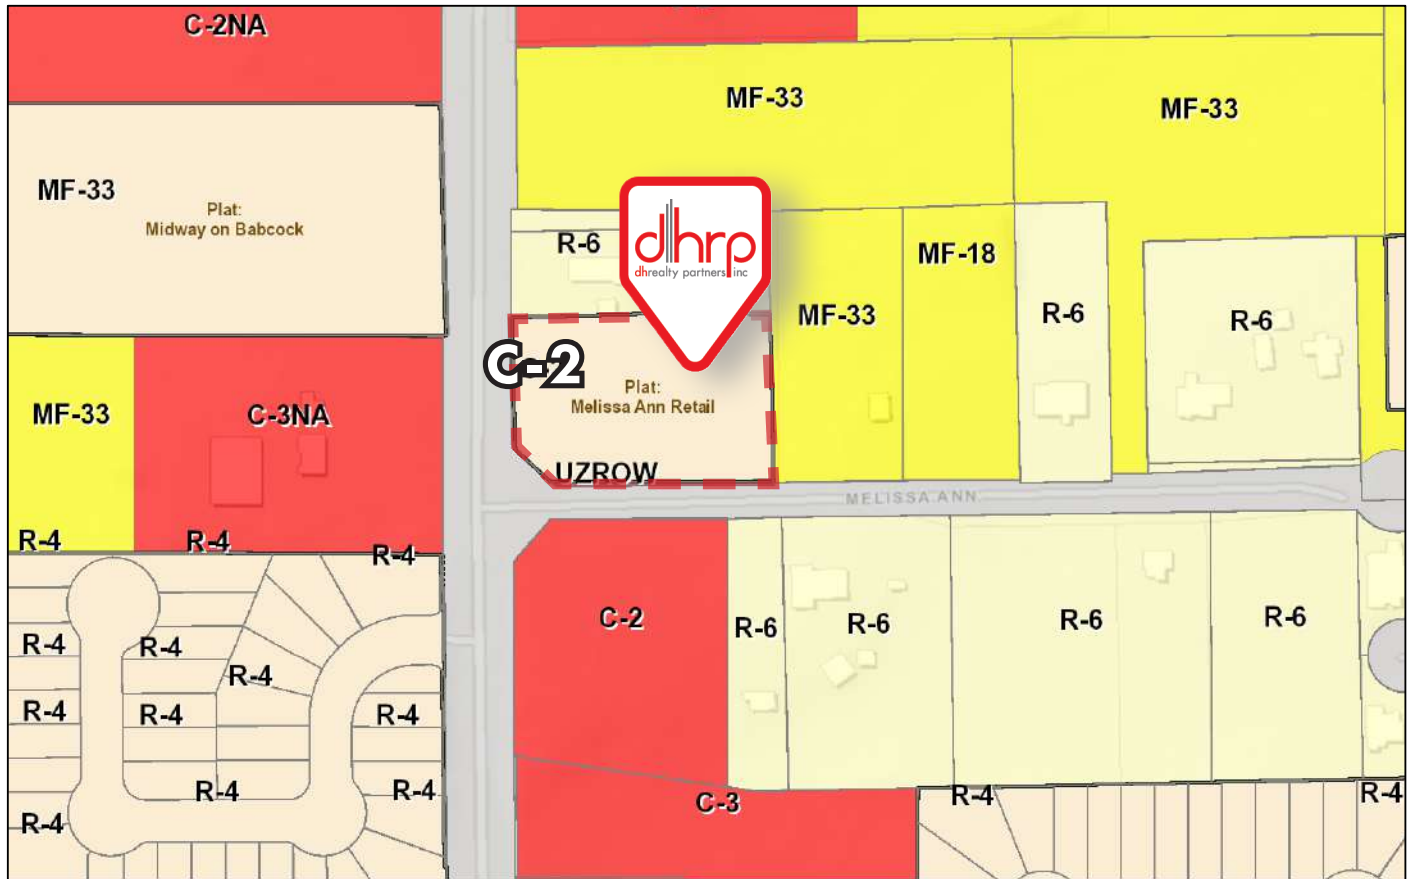 C-2NA
MF-33
MF-33
MF-33
Plat:
Midway on Babcock
R-6
dhrp
dhrealty partners inc
MF-18
MF-33
R-6
R-6
C-2
Plat:
Melissa Ann Retail
MF-33
C-3NA
UZROW
MELISSA ANN
R-4
R-4
R-4
C-2
R-6
R-6
R-6
R-6
R-4
R-4
R-4
R-4
R-4
R-4
R-4
R-4
C-3
R-4
R-4
R-4